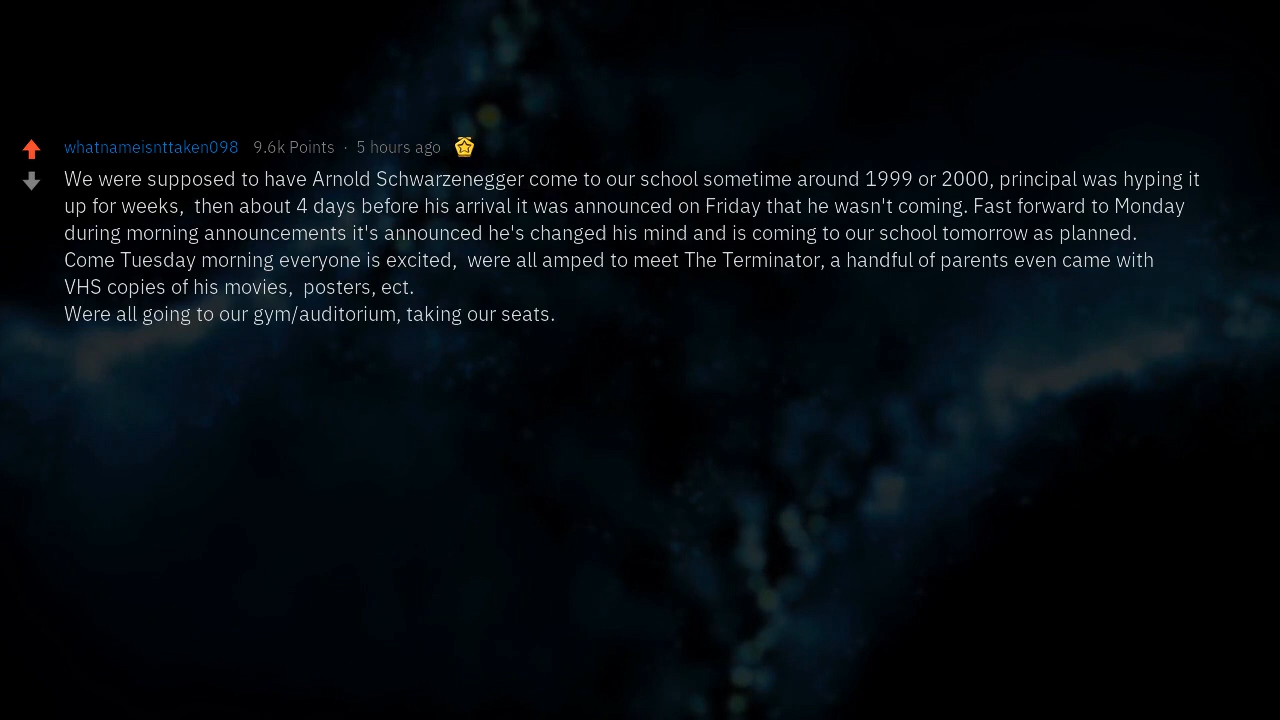 whatnameisnttaken098 9.6k Points · 5 hours ago
We were supposed to have Arnold Schwarzenegger come to our school sometime around 1999 or 2000, principal was hyping it
up for weeks,  then about 4 days before his arrival it was announced on Friday that he wasn't coming. Fast forward to Monday
during morning announcements it's announced he's changed his mind and is coming to our school tomorrow as planned.
Come Tuesday morning everyone is excited,  were all amped to meet The Terminator, a handful of parents even came with
VHS copies of his movies,  posters, ect.
Were all going to our gym/auditorium, taking our seats.